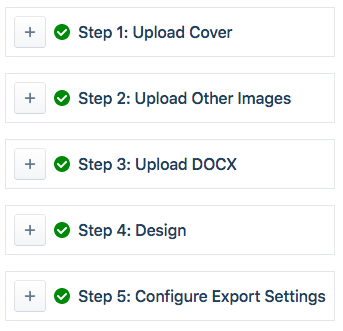 Step 1: Upload Cover
Step 2: Upload Other Images
Step 3: Upload DOCX
Step 4: Design
Step 5: Configure Export Settings